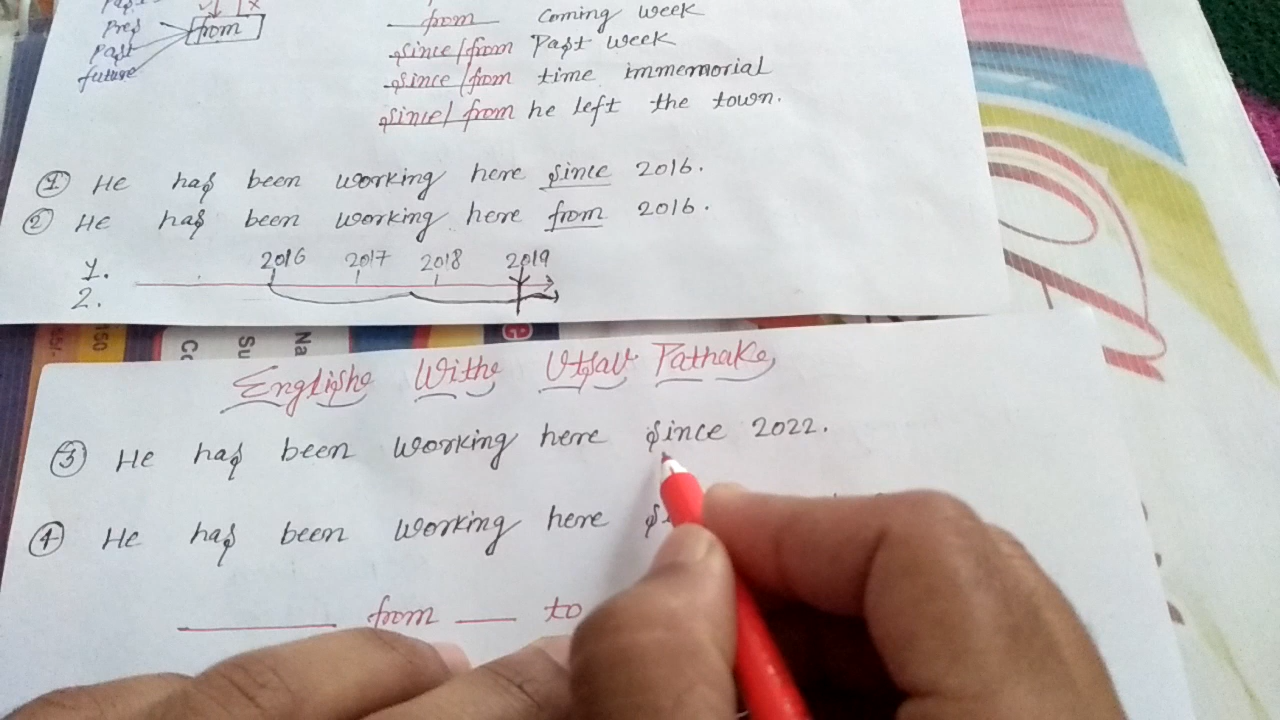 Pres
Past
future
from
from coming week
since/from Past week
since/from time immemorial
since/from he left the town.
① He has been working here since 2016.
② He has been working here from 2016.
2016 2017 2018 2019
1.
2.
150
Na
Su
English With Utsav Pathak
③ He has been working here since 2022.
④ He has been working here
from to